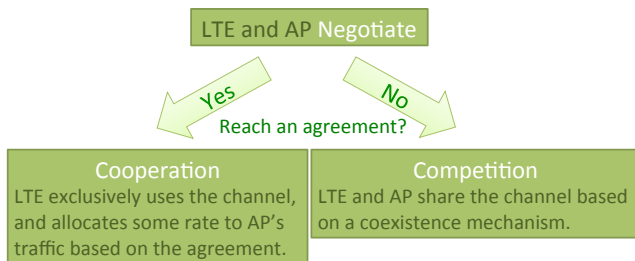 LTE and AP Negotiate
Yes
No
Reach an agreement?
Cooperation
LTE exclusively uses the channel,
and allocates some rate to AP's
traffic based on the agreement.
Competition
LTE and AP share the channel based
on a coexistence mechanism.